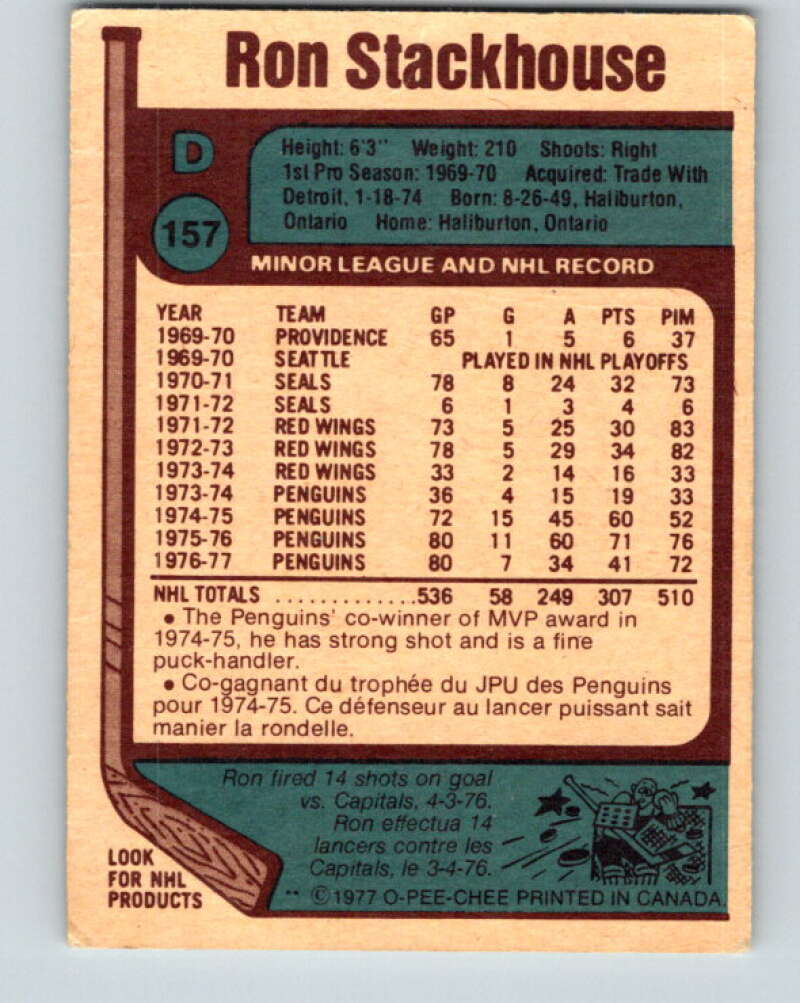 Ron Stackhouse
D
157
Height: 6'3" Weight: 210 Shoots: Right
1st Pro Season: 1969-70 Acquired: Trade With
Detroit, 1-18-74 Born: 8-26-49, Haliburton,
Ontario Home: Haliburton, Ontario
MINOR LEAGUE AND NHL RECORD
YEAR TEAM GP G A PTS PIM
1969-70 PROVIDENCE 65 1 5 6 37
1969-70 SEATTLE PLAYED IN NHL PLAYOFFS
1970-71 SEALS 78 8 24 32 73
1971-72 SEALS 6 1 3 4 6
1971-72 RED WINGS 73 5 25 30 83
1972-73 RED WINGS 78 5 29 34 82
1973-74 RED WINGS 33 2 14 16 33
1973-74 PENGUINS 36 4 15 19 33
1974-75 PENGUINS 72 15 45 60 52
1975-76 PENGUINS 80 11 60 71 76
1976-77 PENGUINS 80 7 34 41 72
NHL TOTALS ..............536 58 249 307 510
• The Penguins' co-winner of MVP award in
1974-75, he has strong shot and is a fine
puck-handler.
• Co-gagnant du trophée du JPU des Penguins
pour 1974-75. Ce défenseur au lancer puissant sait
manier la rondelle.
Ron fired 14 shots on goal
vs. Capitals, 4-3-76.
Ron effectua 14
lancers contre les
Capitals, le 3-4-76.
LOOK
FOR NHL
PRODUCTS
** ©1977 O-PEE-CHEE PRINTED IN CANADA